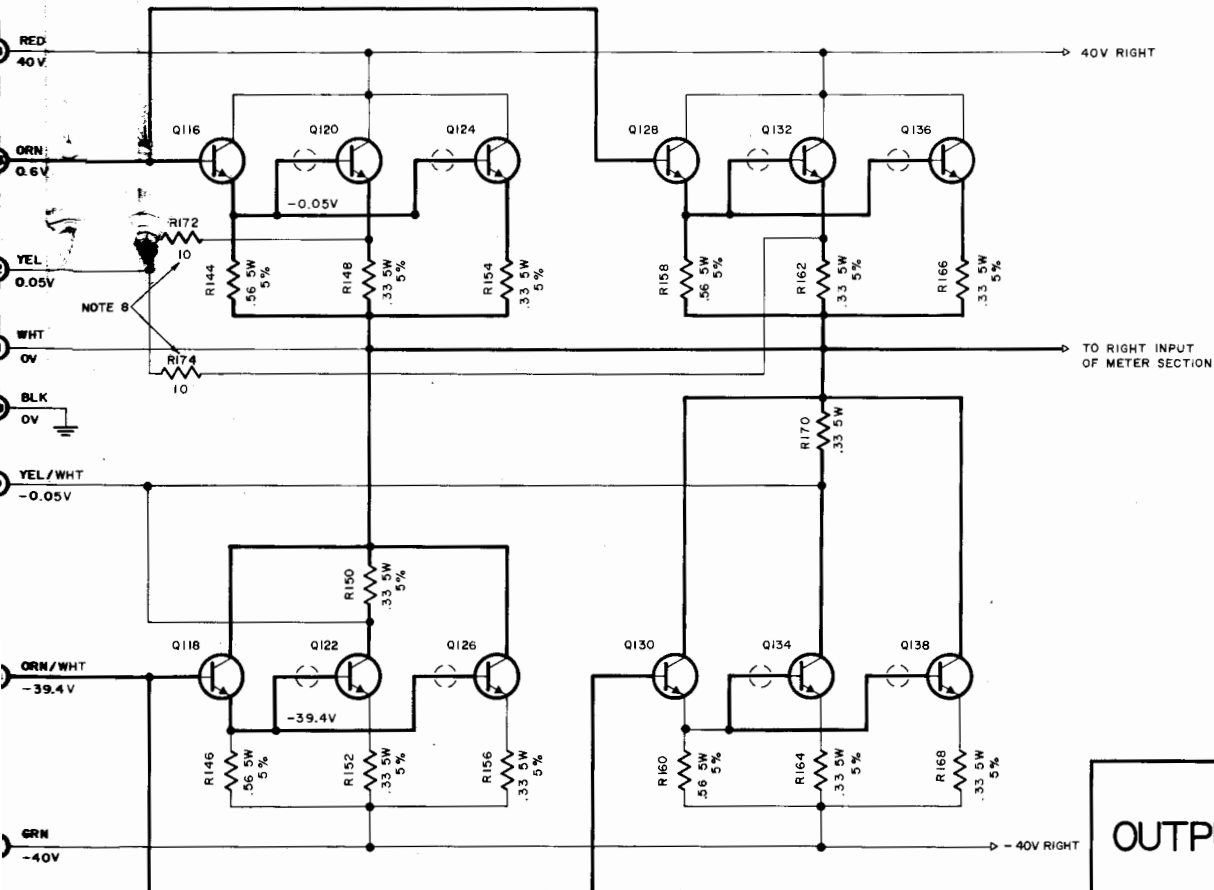 RED
40V
40V RIGHT
Q116
Q120
Q124
Q128
Q132
Q136
ORN
0.6V
-0.05V
R172
10
YEL
0.05V
R144
.56 5W
5%
R148
.33 5W
5%
R154
.33 5W
5%
R158
.56 5W
5%
R162
.33 5W
5%
R166
.33 5W
5%
NOTE 8
WHT
0V
TO RIGHT INPUT
OF METER SECTION
R174
10
BLK
0V
R170
.33 5W
YEL/WHT
-0.05V
R150
.33 5W
5%
Q118
Q122
Q126
Q130
Q134
Q138
ORN/WHT
-39.4V
-39.4V
R146
.56 5W
5%
R152
.33 5W
5%
R156
.33 5W
5%
R160
.56 5W
5%
R164
.33 5W
5%
R168
.33 5W
5%
GRN
-40V
-40V RIGHT